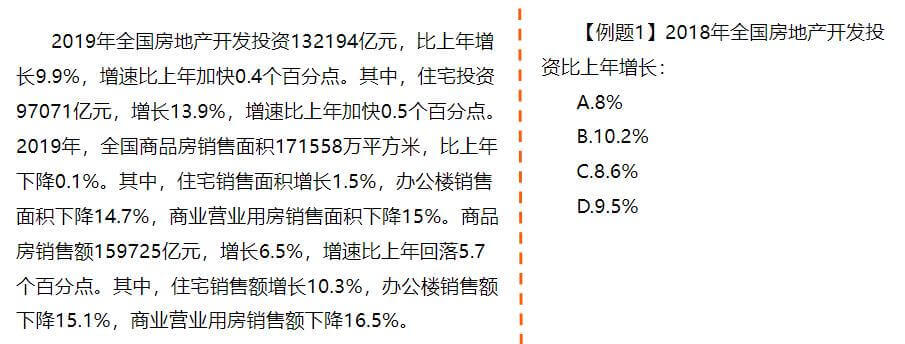 2019年全国房地产开发投资132194亿元，比上年增
长9.9%，增速比上年加快0.4个百分点。其中，住宅投资
97071亿元，增长13.9%，增速比上年加快0.5个百分点。
2019年，全国商品房销售面积171558万平方米，比上年
下降0.1%。其中，住宅销售面积增长1.5%，办公楼销售
面积下降14.7%，商业营业用房销售面积下降15%。商品
房销售额159725亿元，增长6.5%，增速比上年回落5.7
个百分点。其中，住宅销售额增长10.3%，办公楼销售额
下降15.1%，商业营业用房销售额下降16.5%。
【例题1】2018年全国房地产开发投
资比上年增长：
A.8%
B.10.2%
C.8.6%
D.9.5%